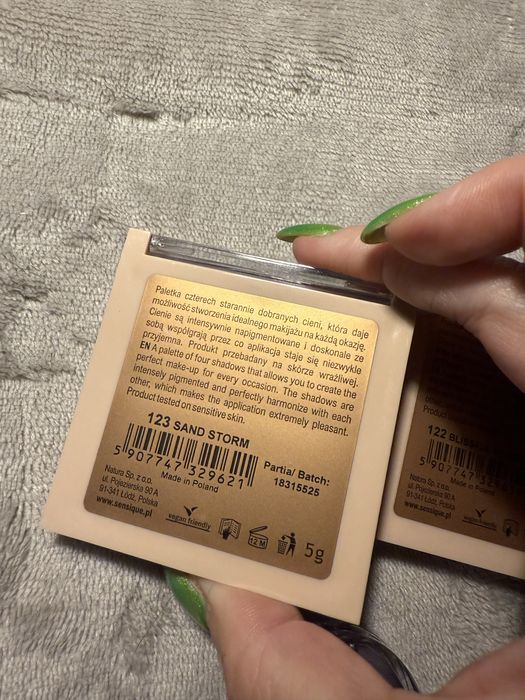 Paletka czterech starannie dobranych cieni, która daje
możliwość stworzenia idealnego makijażu na każdą okazję.
Cienie są intensywnie napigmentowane i doskonale ze
sobą współgrają przez co aplikacja staje się niezwykle
przyjemna. Produkt przebadany na skórze wrażliwej.
EN A palette of four shadows that allows you to create the
perfect make-up for every occasion. The shadows are
intensely pigmented and perfectly harmonize with each
other, which makes the application extremely pleasant.
Product tested on sensitive skin.
123 SAND STORM
5 907747 329621
Made in Poland
Partia/ Batch:
18315525
Natura Sp. z o.o.
ul. Pojezierska 90 A
91-341 Łódź, Polska
www.sensique.pl
vegan friendly
12 M
5g
Product
122
5 907747
Made in
Natura Sp. z o.o.
ul. Pojezierska 90 A
91-341 Łódź, Polska
www.sensique.pl
vegan friendly